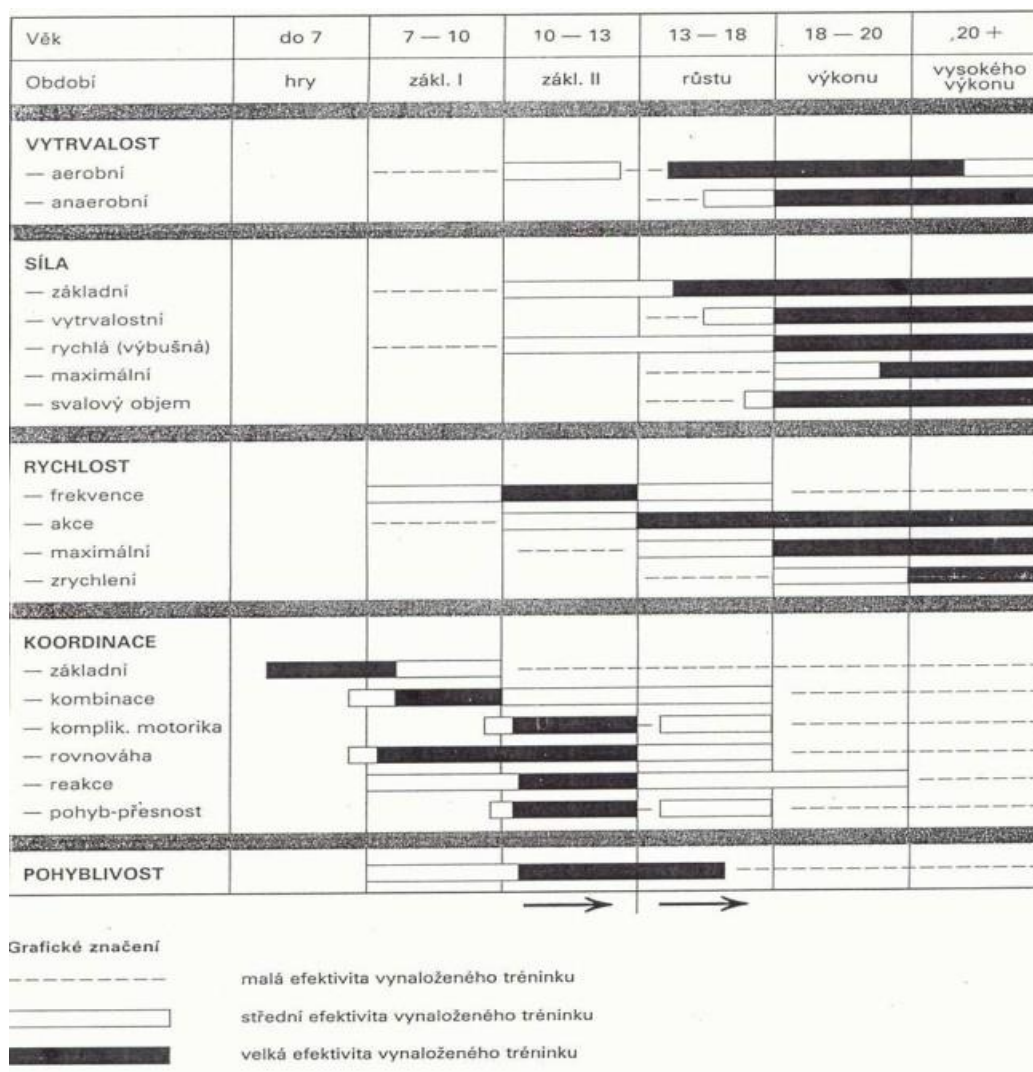 Věk do 7 7 — 10 10 — 13 13 — 18 18 — 20 ,20 +
Období hry zákl. I zákl. II růstu výkonu vysokého
výkonu
VYTRVALOST
— aerobní
— anaerobní
SÍLA
— základní
— vytrvalostní
— rychlá (výbušná)
— maximální
— svalový objem
RYCHLOST
— frekvence
— akce
— maximální
— zrychlení
KOORDINACE
— základní
— kombinace
— komplik. motorika
— rovnováha
— reakce
— pohyb-přesnost
POHYBLIVOST
Grafické značení
malá efektivita vynaloženého tréninku
střední efektivita vynaloženého tréninku
velká efektivita vynaloženého tréninku